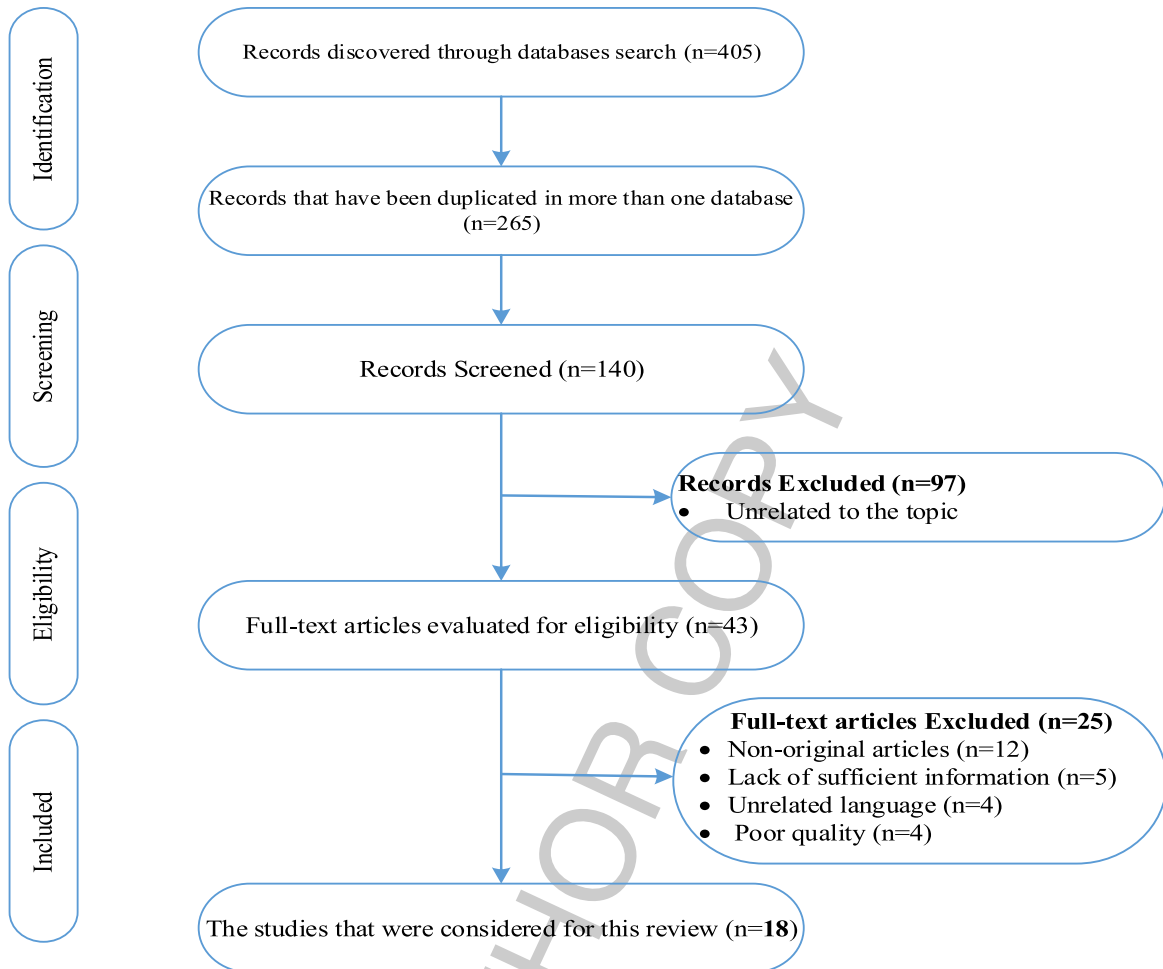 Identification
Records discovered through databases search (n=405)
Records that have been duplicated in more than one database
(n=265)
Screening
Records Screened (n=140)
Records Excluded (n=97)
• Unrelated to the topic
Eligibility
Full-text articles evaluated for eligibility (n=43)
Full-text articles Excluded (n=25)
• Non-original articles (n=12)
• Lack of sufficient information (n=5)
• Unrelated language (n=4)
• Poor quality (n=4)
Included
The studies that were considered for this review (n=18)
HOR COPY